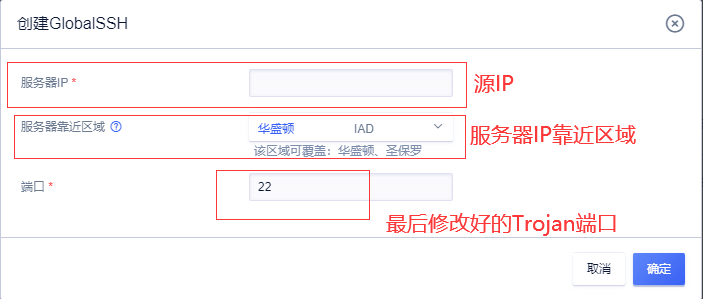 创建GlobalSSH
服务器IP *
源IP
服务器靠近区域
华盛顿 IAD
服务器IP靠近区域
该区域可覆盖：华盛顿、圣保罗
端口 *
22
最后修改好的Trojan端口
取消
确定